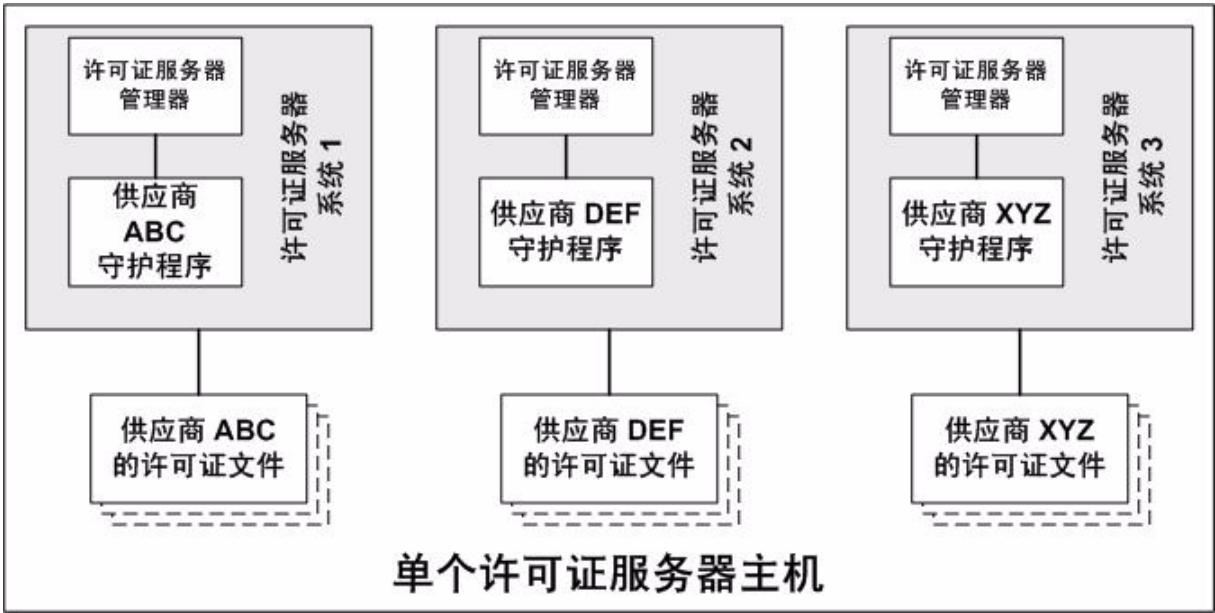 许可证服务器
管理器
供应商
ABC
守护程序
许可证服务器
系统 1
供应商 ABC
的许可证文件
许可证服务器
管理器
供应商 DEF
守护程序
许可证服务器
系统 2
供应商 DEF
的许可证文件
许可证服务器
管理器
供应商 XYZ
守护程序
许可证服务器
系统 3
供应商 XYZ
的许可证文件
单个许可证服务器主机